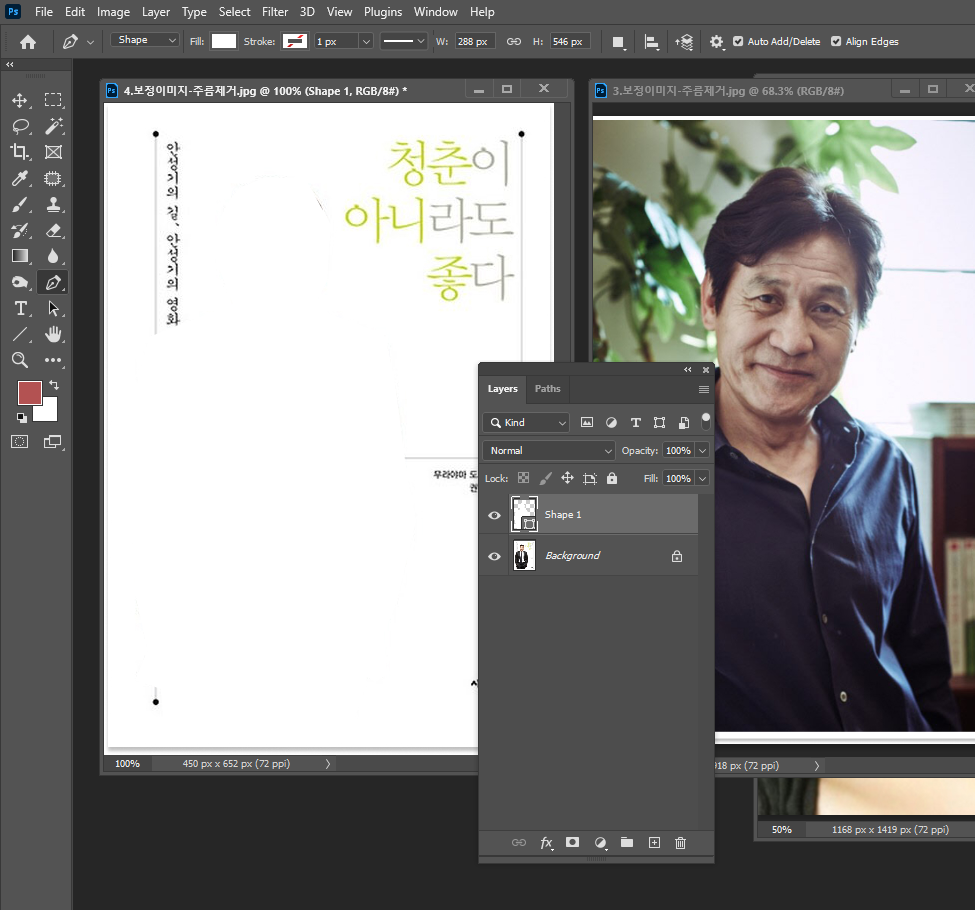 Ps File Edit Image Layer Type Select Filter 3D View Plugins Window Help
Shape Fill: Stroke: 1 px W: 288 px H: 546 px Auto Add/Delete Align Edges
Ps 4.보정이미지-주름제거.jpg @ 100% (Shape 1, RGB/8#) *
안성기의 길, 안성기의 영화
청춘이
아니라도
좋다
무라야마 도
100% 450 px x 652 px (72 ppi)
Ps 3.보정이미지-주름제거.jpg @ 68.3% (RGB/8#)
918 px (72 ppi)
50% 1168 px x 1419 px (72 ppi)
Layers Paths
Kind
Normal Opacity: 100%
Lock: Fill: 100%
Shape 1
Background
fx